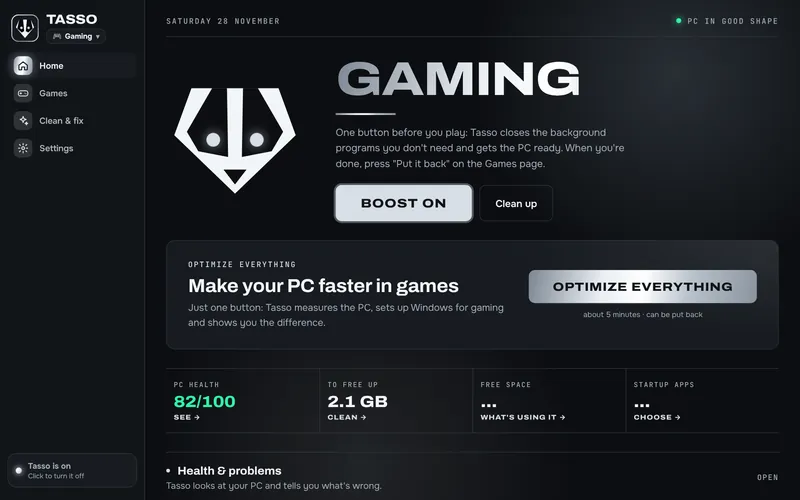 TASSO
Gaming ▾
Home
Games
Clean & fix
Settings
Tasso is on
Click to turn it off
SATURDAY 28 NOVEMBER
PC IN GOOD SHAPE
GAMING
One button before you play: Tasso closes the background
programs you don't need and gets the PC ready. When you're
done, press "Put it back" on the Games page.
BOOST ON
Clean up
OPTIMIZE EVERYTHING
Make your PC faster in games
Just one button: Tasso measures the PC, sets up Windows for gaming
and shows you the difference.
OPTIMIZE EVERYTHING
about 5 minutes · can be put back
PC HEALTH
82/100
SEE →
TO FREE UP
2.1 GB
CLEAN →
FREE SPACE
...
WHAT'S USING IT →
STARTUP APPS
...
CHOOSE →
Health & problems
Tasso looks at your PC and tells you what's wrong.
OPEN